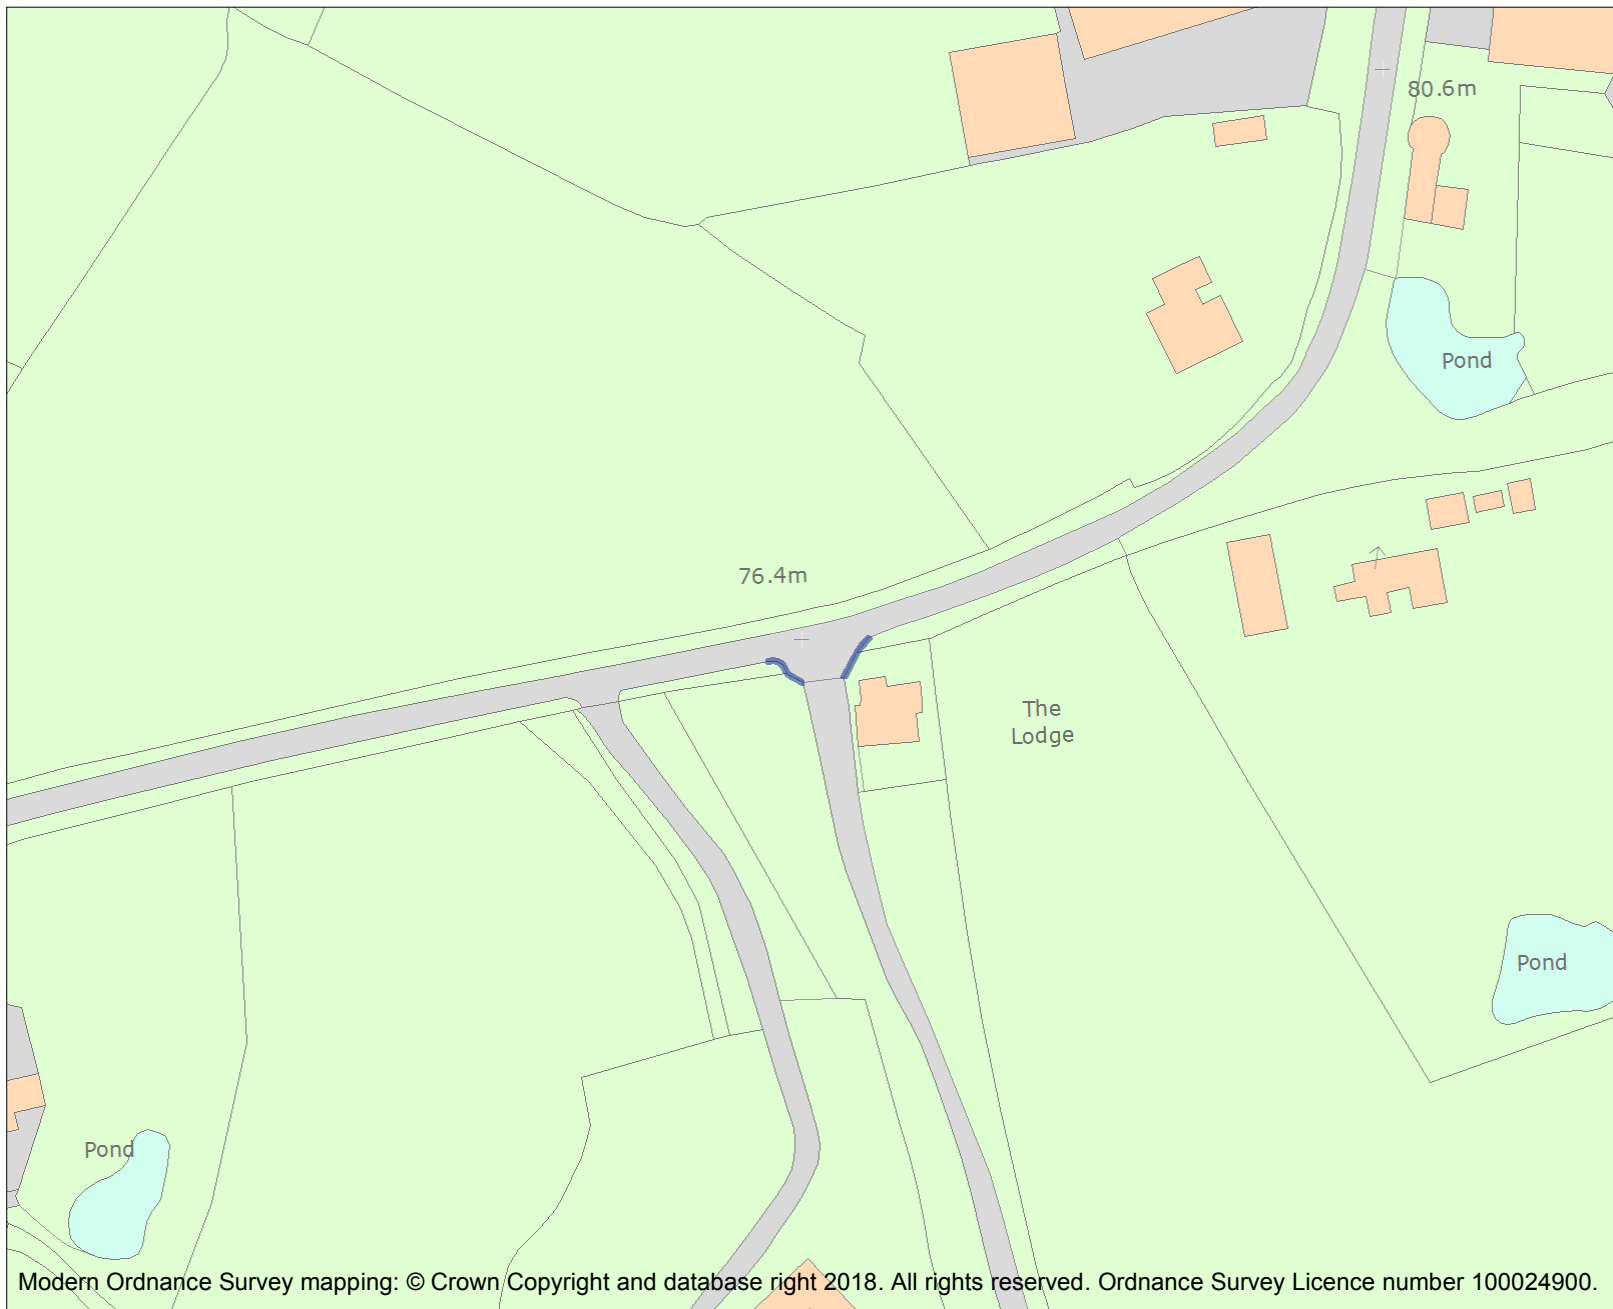 80.6m
Pond
76.4m
The
Lodge
Pond
Pond
Modern Ordnance Survey mapping: © Crown Copyright and database right 2018. All rights reserved. Ordnance Survey Licence number 100024900.